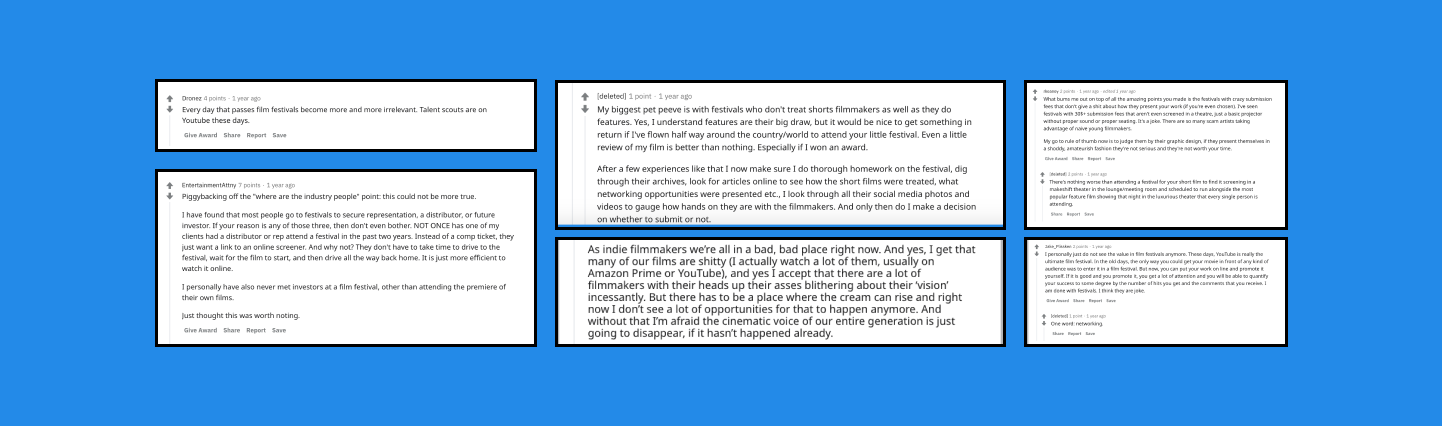 Dronez 4 points · 1 year ago
Every day that passes film festivals become more and more irrelevant. Talent scouts are on
Youtube these days.
Give Award Share Report Save
EntertainmentAttny 7 points · 1 year ago
Piggybacking off the "where are the industry people" point: this could not be more true.
I have found that most people go to festivals to secure representation, a distributor, or future
investor. If your reason is any of those three, then don't even bother. NOT ONCE has one of my
clients had a distributor or rep attend a festival in the past two years. Instead of a comp ticket, they
just want a link to an online screener. And why not? They don't have to take time to drive to the
festival, wait for the film to start, and then drive all the way back home. It is just more efficient to
watch it online.
I personally have also never met investors at a film festival, other than attending the premiere of
their own films.
Just thought this was worth noting.
Give Award Share Report Save
[deleted] 1 point · 1 year ago
My biggest pet peeve is with festivals who don't treat shorts filmmakers as well as they do
features. Yes, I understand features are their big draw, but it would be nice to get something in
return if I've flown half way around the country/world to attend your little festival. Even a little
review of my film is better than nothing. Especially if I won an award.
After a few experiences like that I now make sure I do thorough homework on the festival, dig
through their archives, look for articles online to see how the short films were treated, what
networking opportunities were presented etc., I look through all their social media photos and
videos to gauge how hands on they are with the filmmakers. And only then do I make a decision
on whether to submit or not.
As indie filmmakers we're all in a bad, bad place right now. And yes, I get that
many of our films are shitty (I actually watch a lot of them, usually on
Amazon Prime or YouTube), and yes I accept that there are a lot of
filmmakers with their heads up their asses blithering about their 'vision'
incessantly. But there has to be a place where the cream can rise and right
now I don't see a lot of opportunities for that to happen anymore. And
without that I'm afraid the cinematic voice of our entire generation is just
going to disappear, if it hasn't happened already.
2 points · 1 year ago · edited 1 year ago
What burns me out on top of all the amazing points you made is the festivals with crazy submission
fees that don't give a shit about how they present your work (if you're even chosen). I've seen
festivals with 30$+ submission fees that aren't even screened in a theatre, just a basic projector
without proper sound or proper seating. It's a joke. There are so many scam artists taking
advantage of naive young filmmakers.
My go to rule of thumb now is to judge them by their graphic design, if they present themselves in
a shoddy, amateurish fashion they're not serious and they're not worth your time.
Give Award Share Report Save
[deleted] 2 points · 1 year ago
There's nothing worse than attending a festival for your short film to find it screening in a
makeshift theater in the lounge/meeting room and scheduled to run alongside the most
popular feature film showing that night in the luxurious theater that every single person is
attending.
Share Report Save
2 points · 1 year ago
I personally just do not see the value in film festivals anymore. These days, YouTube is really the
ultimate film festival. In the old days, the only way you could get your movie in front of any kind of
audience was to enter it in a film festival. But now, you can put your work on line and promote it
yourself. If it is good and you promote it, you get a lot of attention and you will be able to quantify
your success to some degree by the number of hits you get and the comments that you receive. I
am done with festivals. I think they are joke.
Give Award Share Report Save
[deleted] 1 point · 1 year ago
One word: networking.
Share Report Save